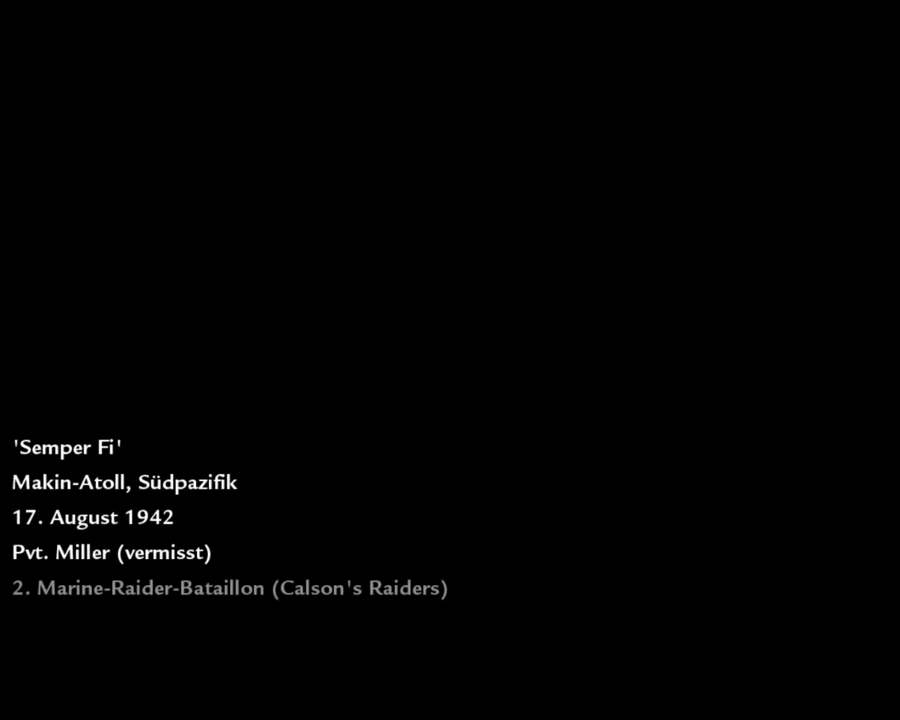 'Semper Fi'
Makin-Atoll, Südpazifik
17. August 1942
Pvt. Miller (vermisst)
2. Marine-Raider-Bataillon (Calson's Raiders)